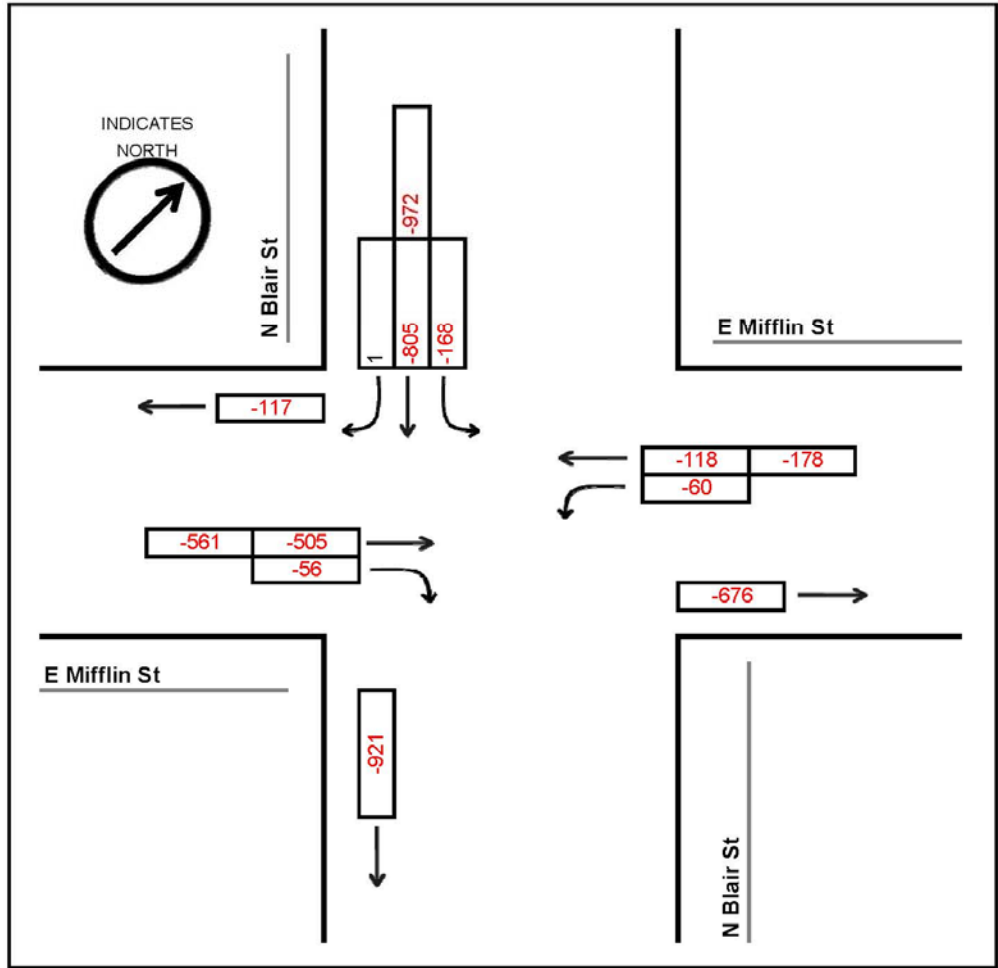 INDICATES
NORTH
N Blair St
-972
1
-805
-168
E Mifflin St
-117
-118
-178
-60
-561
-505
-56
-676
E Mifflin St
-921
N Blair St